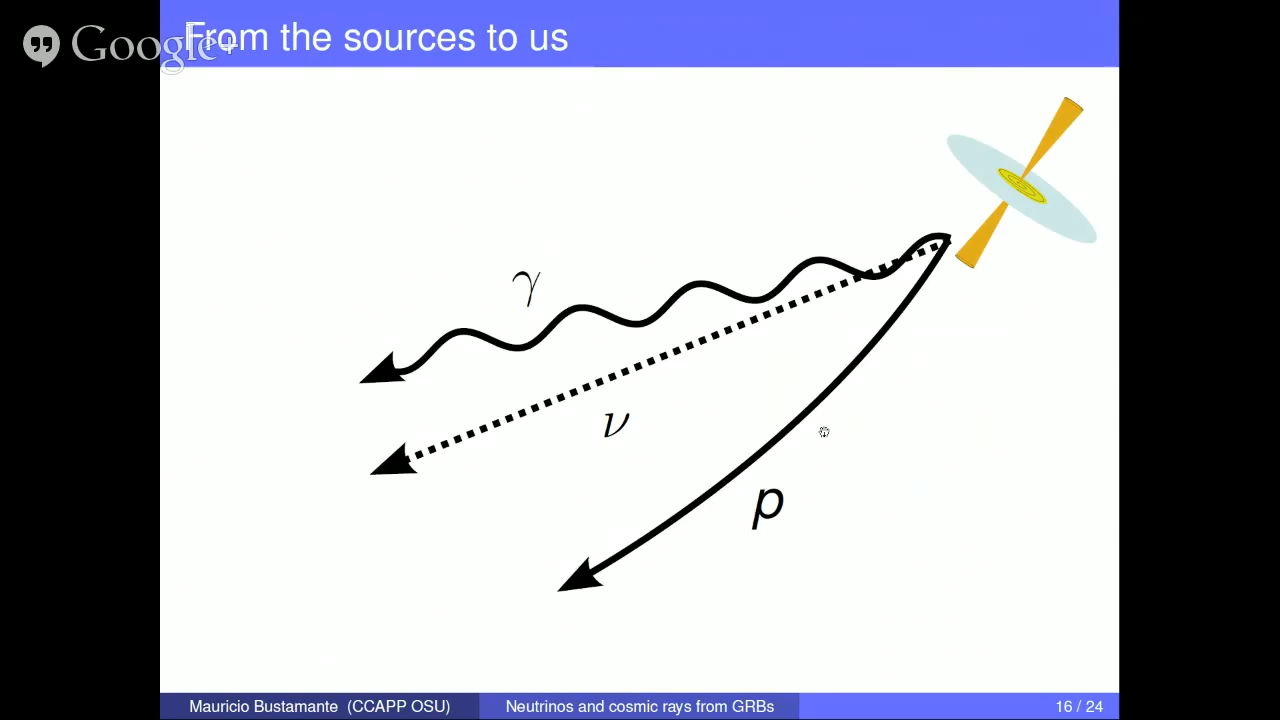 Google+
From the sources to us
γ
ν
p
Mauricio Bustamante (CCAPP OSU)
Neutrinos and cosmic rays from GRBs
16 / 24